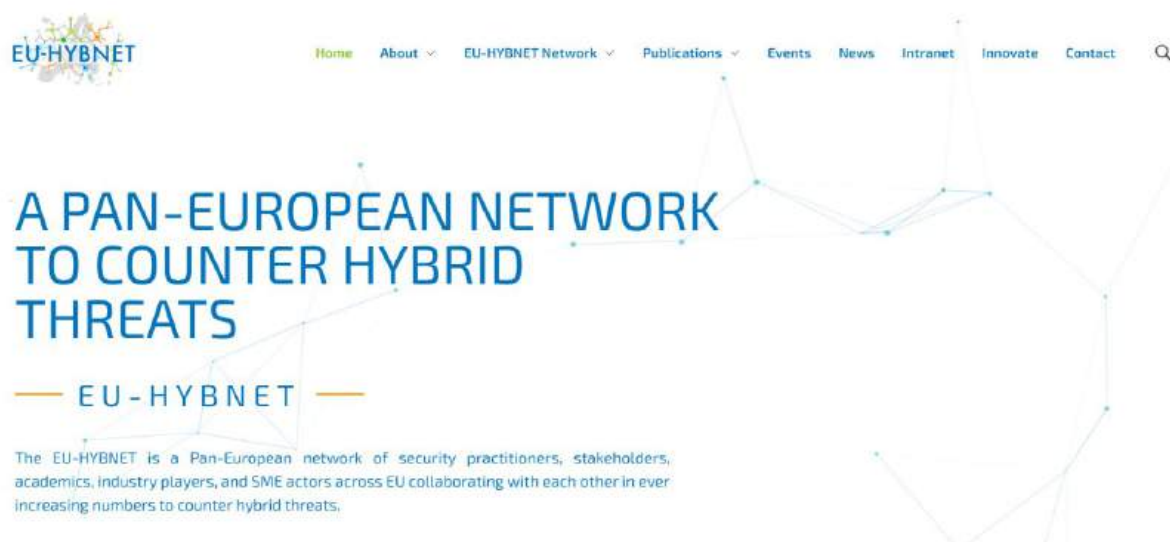 EU-HYBNET
Home About EU-HYBNET Network Publications Events News Intranet Innovate Contact
A PAN-EUROPEAN NETWORK
TO COUNTER HYBRID
THREATS
EU-HYBNET
The EU-HYBNET is a Pan-European network of security practitioners, stakeholders,
academics, industry players, and SME actors across EU collaborating with each other in ever
increasing numbers to counter hybrid threats.